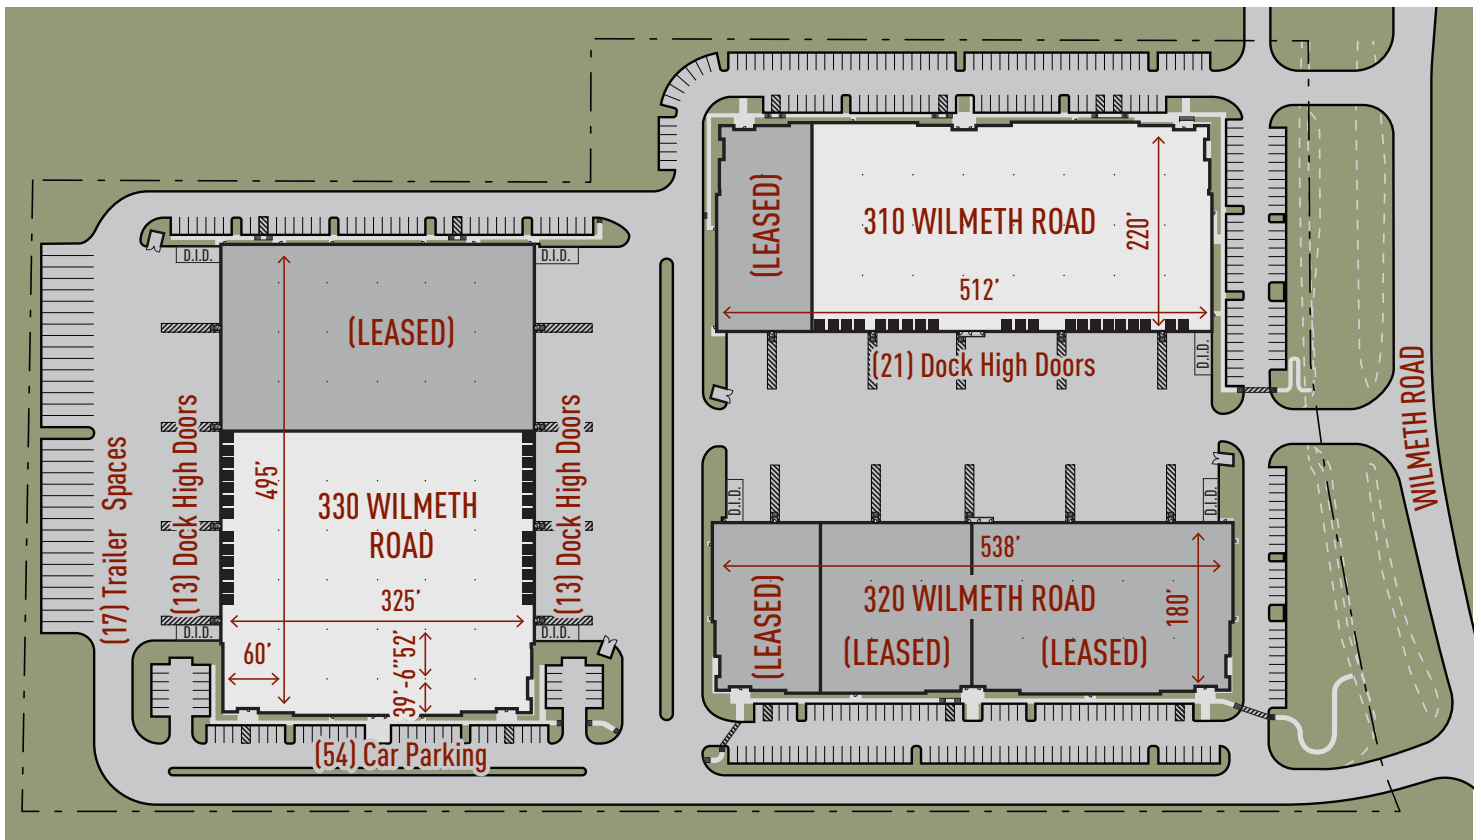 (LEASED)
310 WILMETH ROAD
220'
512'
(21) Dock High Doors
D.I.D.
D.I.D.
D.I.D.
(LEASED)
495'
330 WILMETH
ROAD
325'
60'
52'
39'-6"
(17) Trailer Spaces
(13) Dock High Doors
(13) Dock High Doors
D.I.D.
D.I.D.
(54) Car Parking
D.I.D.
D.I.D.
538'
320 WILMETH ROAD
180'
(LEASED)
(LEASED)
(LEASED)
WILMETH ROAD